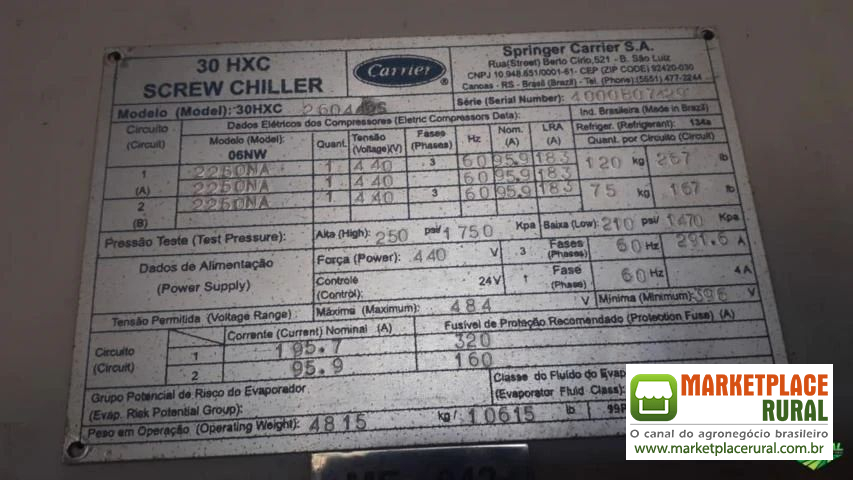 30 HXC
SCREW CHILLER
Carrier
Springer Carrier S.A.
Rua(Street) Berto Círio,521 - B. São Luiz
CNPJ 10.948.651/0001-61- CEP (ZIP CODE) 92420-030
Canoas - RS - Brasil (Brazil) - Tel. (Phone):(5551) 477-2244
Modelo (Model): 30HXC
Série (Serial Number):
Circuito
(Circuit)
Dados Elétricos dos Compressores (Eletric Compressors Data):
Ind. Brasileira (Made in Brazil)
Modelo (Model):
06NW
Quant.
Tensão
(Voltage)(V)
Fases
(Phases)
Hz
Nom.
(A)
LRA
(A)
Refriger. (Refrigerant): 134a
Quant. por Circuito (Circuit)
1
(A)
2250NA 1 440 3 60 95.9 183
2250NA 1 440 60 95.9 183
120 kg 267 lb
2
(B)
2250NA 1 440 3 60 95.9 183
75 kg 167 lb
Pressão Teste (Test Pressure):
Alta (High): 250 psi/ 1750 Kpa
Baixa (Low): 210 psi/ 1470 Kpa
Dados de Alimentação
(Power Supply)
Força (Power): 440 V 3 Fases
(Phases) 60 Hz 291.6 A
Controle
(Control): 24V 1 Fase
(Phase) 60 Hz 4A
Tensão Permitida (Voltage Range) :
Máxima (Maximum): 484 V
Mínima (Minimum): 396 V
Circuito
(Circuit)
Corrente (Current) Nominal (A)
Fusível de Proteção Recomendado (Protection Fuse) (A)
1 195.7 320
2 95.9 160
Grupo Potencial de Risco do Evaporador
(Evap. Risk Potential Group):
Classe do Fluído do Evap
(Evaporator Fluid Class):
Peso em Operação (Operating Weight): 4815 kg / 10615 lb
MARKETPLACE
RURAL
O canal do agronegócio brasileiro
www.marketplacerural.com.br